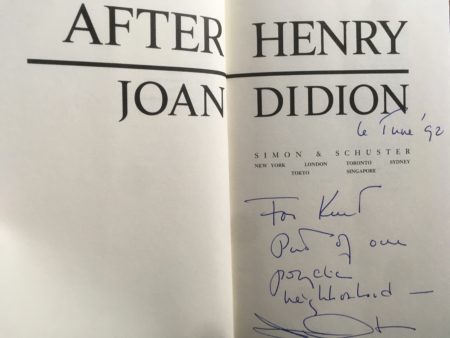 AFTER HENRY
JOAN DIDION
6 June '92
SIMON & SCHUSTER
NEW YORK LONDON TORONTO SYDNEY
TOKYO SINGAPORE
For Kurt
Part of our
neighborhood —